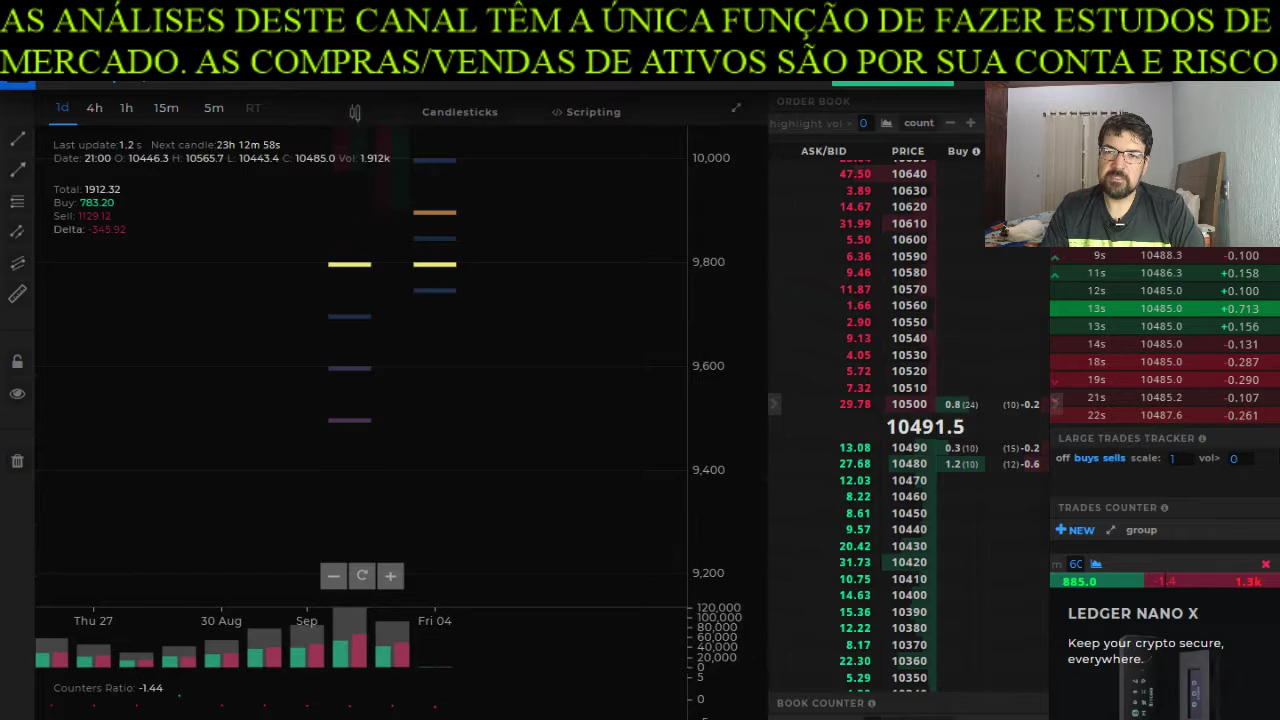 AS ANÁLISES DESTE CANAL TÊM A ÚNICA FUNÇÃO DE FAZER ESTUDOS DE
MERCADO. AS COMPRAS/VENDAS DE ATIVOS SÃO POR SUA CONTA E RISCO
1d 4h 1h 15m 5m RT Candlesticks Scripting
Last update:1.2 s Next candle:23h 12m 58s
Date: 21:00 O: 10446.3 H: 10565.7 L: 10443.4 C: 10485.0 Vol: 1.912k
Total: 1912.32
Buy: 783.20
Sell: 1129.12
Delta: -345.92
10,000
9,800
9,600
9,400
9,200
Thu 27 30 Aug Sep Fri 04
120,000
100,000
80,000
60,000
40,000
20,000
0
5
0
Counters Ratio: -1.44
ORDER BOOK
highlight vol > 0 count
ASK/BID PRICE Buy
47.50 10640
3.89 10630
14.67 10620
31.99 10610
5.50 10600
6.36 10590
9.46 10580
11.87 10570
1.66 10560
2.90 10550
9.13 10540
4.05 10530
5.72 10520
7.32 10510
29.78 10500 0.8 (24) (10) -0.2
10491.5
13.08 10490 0.3 (10) (15) -0.2
27.68 10480 1.2 (10) (12) -0.6
12.03 10470
8.22 10460
8.61 10450
9.57 10440
20.42 10430
31.73 10420
10.75 10410
14.63 10400
15.36 10390
12.22 10380
8.17 10370
22.30 10360
5.29 10350
BOOK COUNTER
9s 10488.3 -0.100
11s 10486.3 +0.158
12s 10485.0 +0.100
13s 10485.0 +0.713
13s 10485.0 +0.156
14s 10485.0 -0.131
18s 10485.0 -0.287
19s 10485.0 -0.290
21s 10485.2 -0.107
22s 10487.6 -0.261
LARGE TRADES TRACKER
off buys sells scale: 1 vol> 0
TRADES COUNTER
NEW group
m 60
885.0 -1.4 1.3k
LEDGER NANO X
Keep your crypto secure,
everywhere.